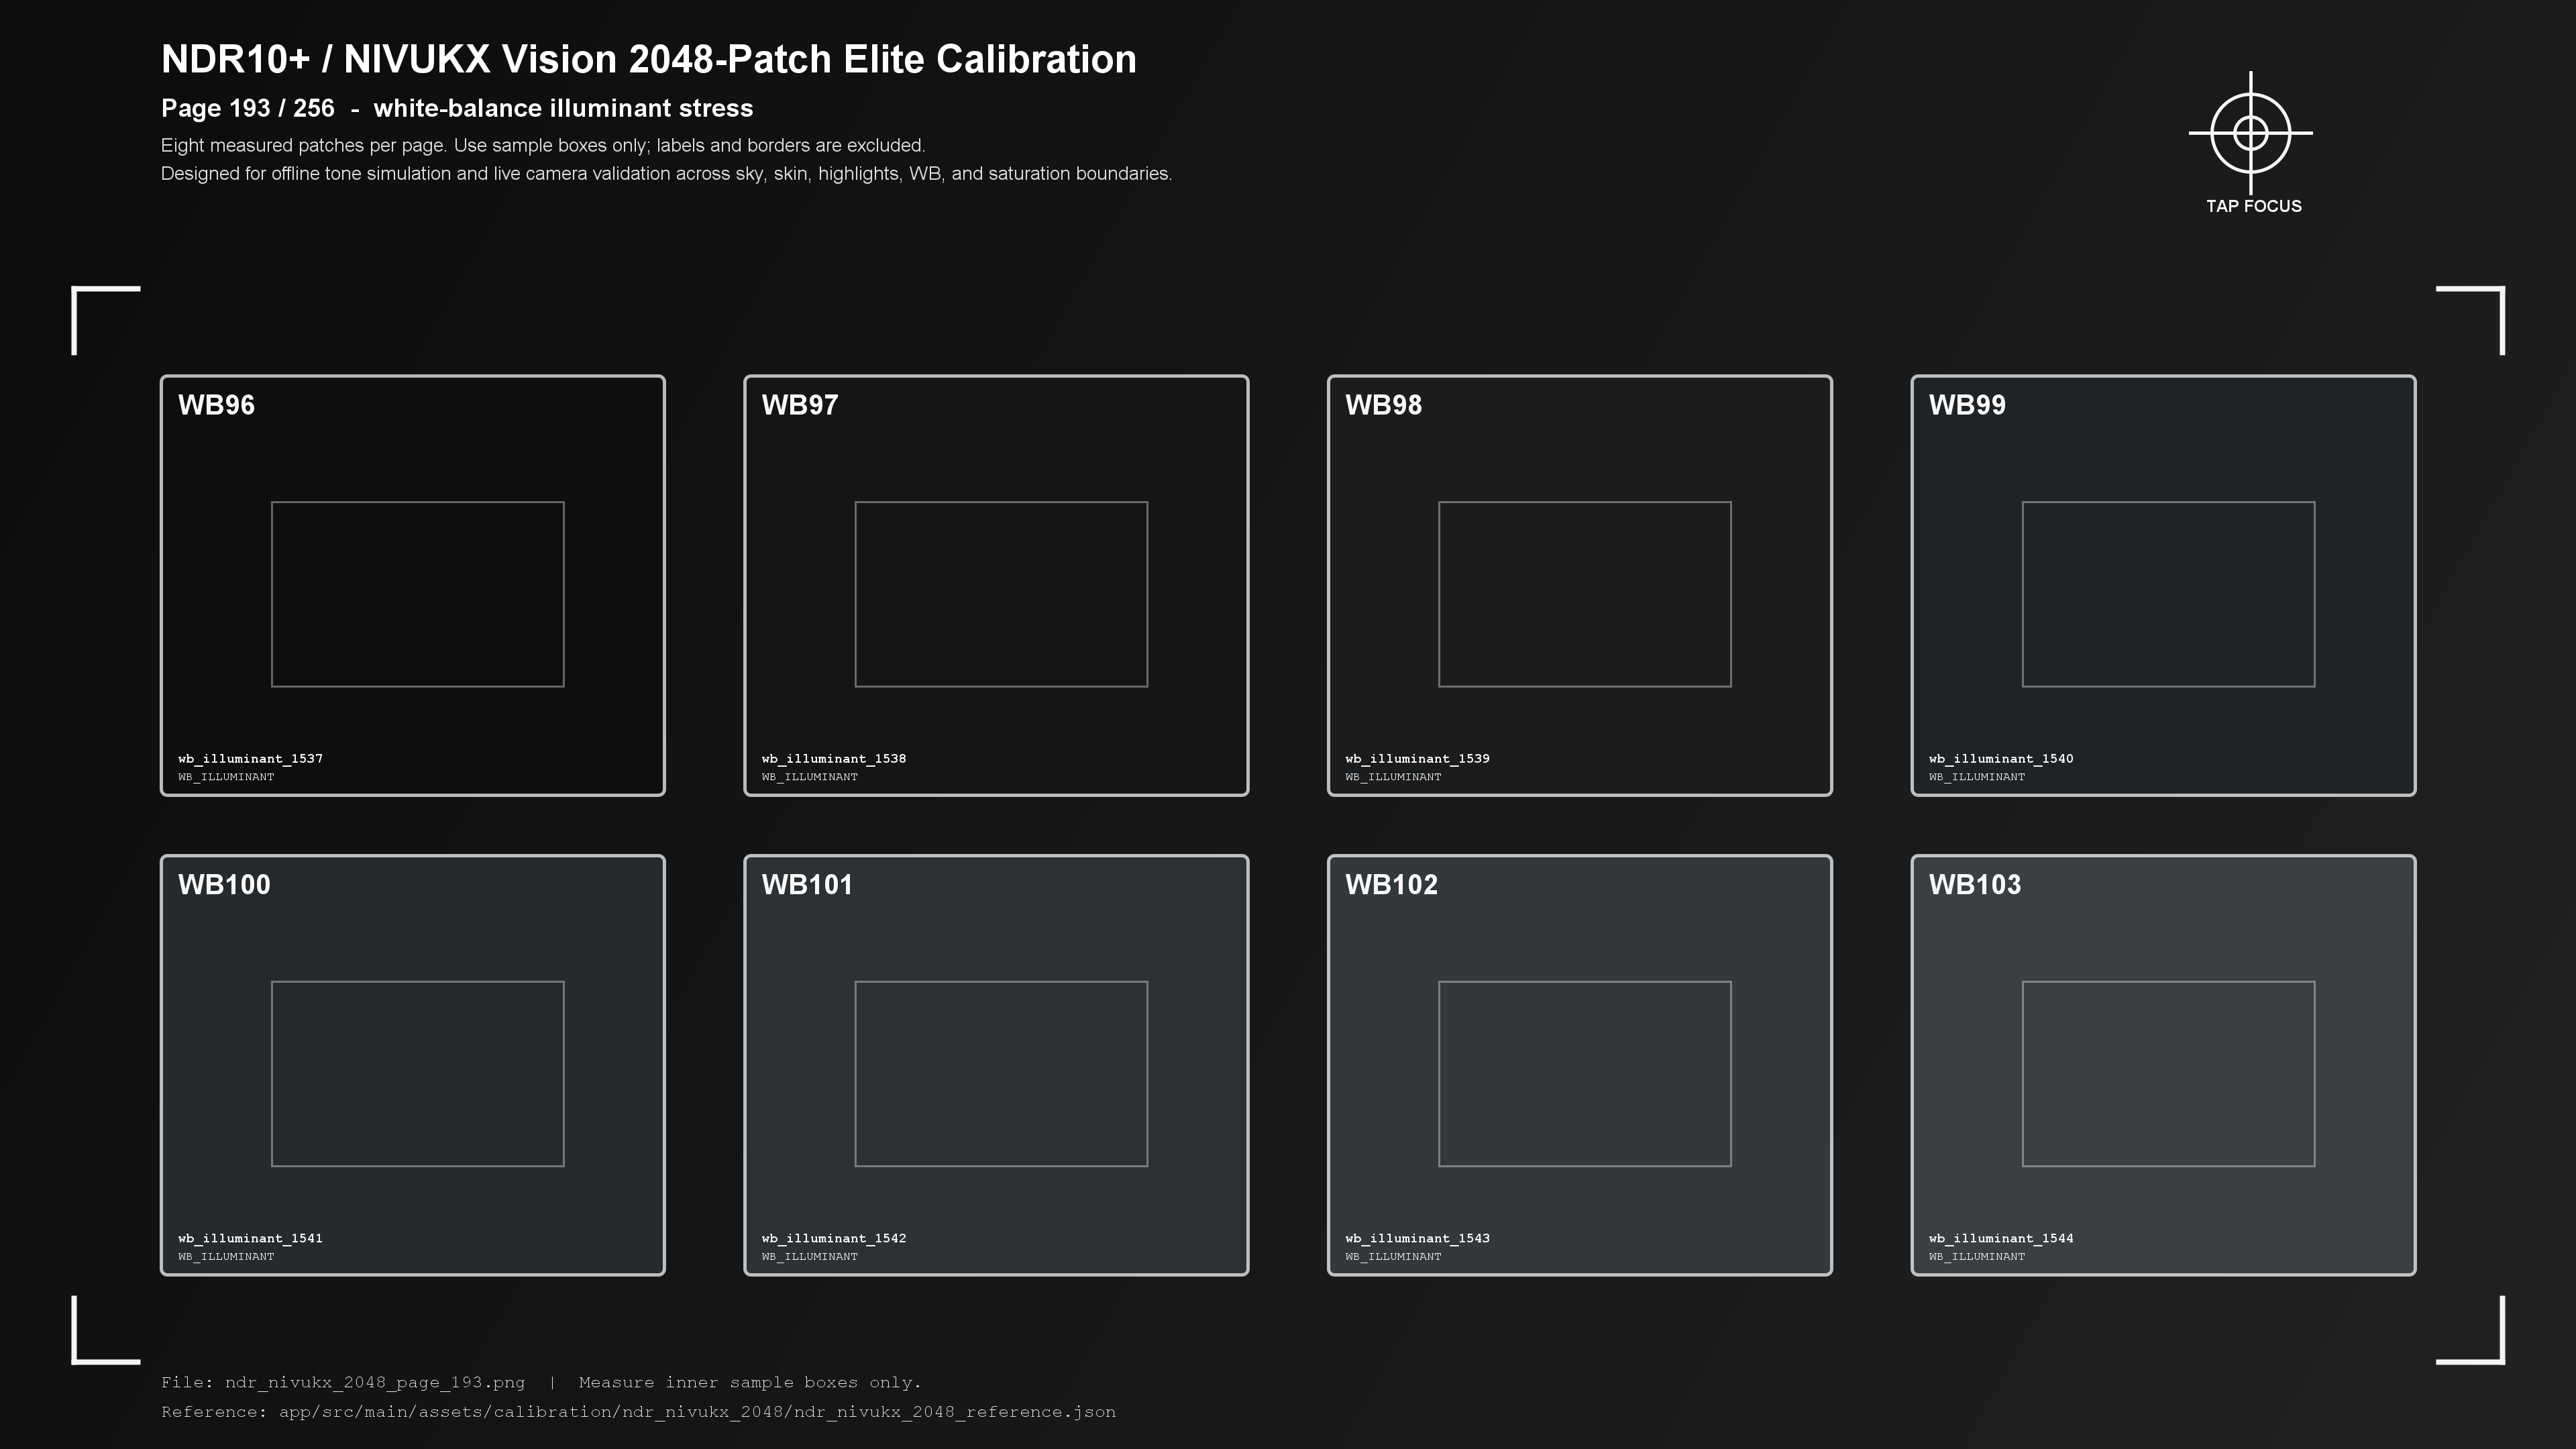 NDR10+ / NIVUKX Vision 2048-Patch Elite Calibration
Page 193 / 256 - white-balance illuminant stress
Eight measured patches per page. Use sample boxes only; labels and borders are excluded.
Designed for offline tone simulation and live camera validation across sky, skin, highlights, WB, and saturation boundaries.
TAP FOCUS
WB96
wb_illuminant_1537
WB_ILLUMINANT
WB97
wb_illuminant_1538
WB_ILLUMINANT
WB98
wb_illuminant_1539
WB_ILLUMINANT
WB99
wb_illuminant_1540
WB_ILLUMINANT
WB100
wb_illuminant_1541
WB_ILLUMINANT
WB101
wb_illuminant_1542
WB_ILLUMINANT
WB102
wb_illuminant_1543
WB_ILLUMINANT
WB103
wb_illuminant_1544
WB_ILLUMINANT
File: ndr_nivukx_2048_page_193.png | Measure inner sample boxes only.
Reference: app/src/main/assets/calibration/ndr_nivukx_2048/ndr_nivukx_2048_reference.json